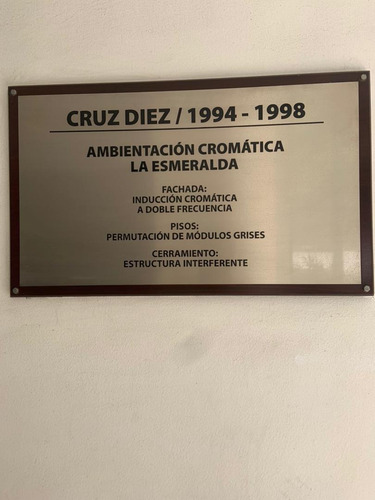 CRUZ DIEZ / 1994 - 1998
AMBIENTACIÓN CROMÁTICA
LA ESMERALDA
FACHADA:
INDUCCIÓN CROMÁTICA
A DOBLE FRECUENCIA
PISOS:
PERMUTACIÓN DE MÓDULOS GRISES
CERRAMIENTO:
ESTRUCTURA INTERFERENTE